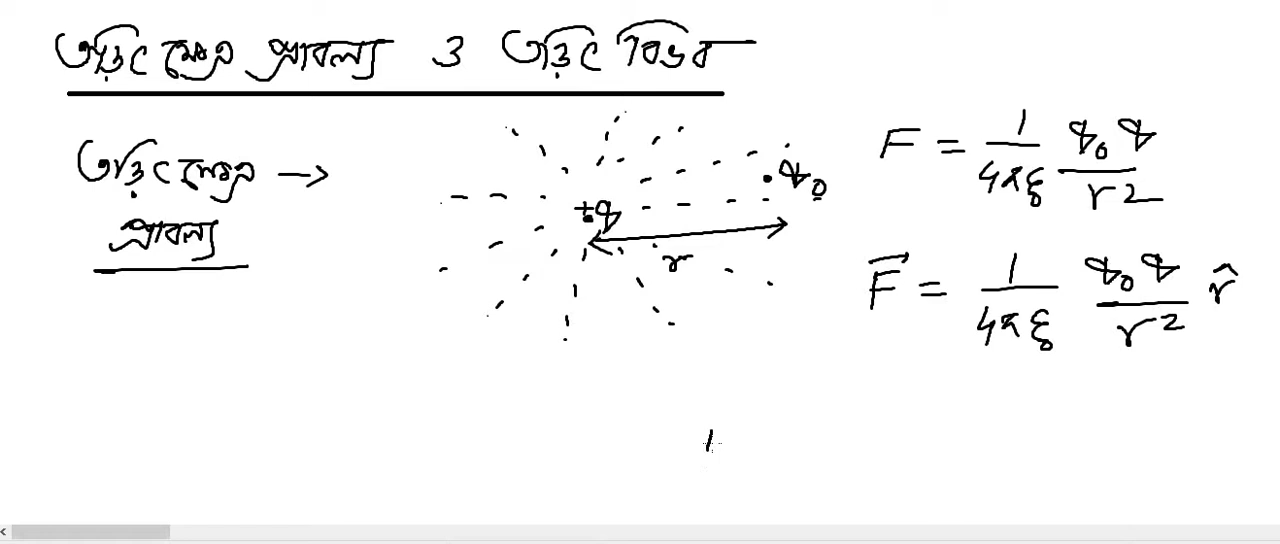 তড়িৎ ক্ষেত্র প্রাবল্য ও তড়িৎ বিভব
তড়িৎ ক্ষেত্র →
প্রাবল্য
+q
q₀
r
F = 1/4πε₀ q₀q/r²
F⃗ = 1/4πε₀ q₀q/r² r̂